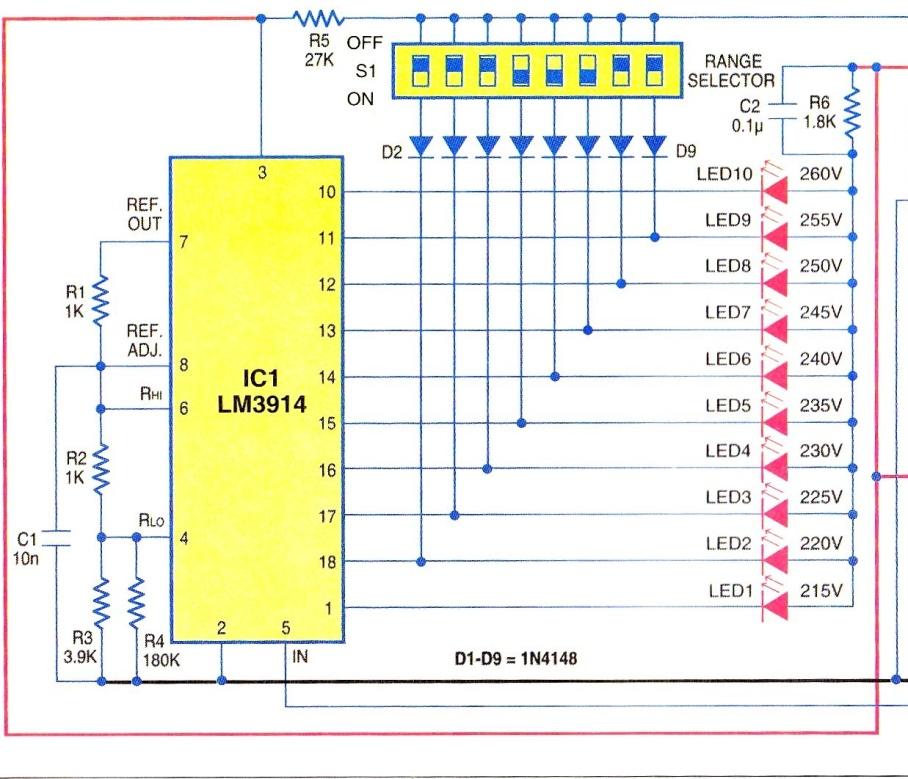 R5
27K
OFF
S1
ON
RANGE
SELECTOR
C2
0.1µ
R6
1.8K
D2
D9
3
REF.
OUT
7
R1
1K
REF.
ADJ.
8
RHI
6
R2
1K
RLO
4
C1
10n
R3
3.9K
R4
180K
IC1
LM3914
2
5
IN
10
11
12
13
14
15
16
17
18
1
LED10 260V
LED9 255V
LED8 250V
LED7 245V
LED6 240V
LED5 235V
LED4 230V
LED3 225V
LED2 220V
LED1 215V
D1-D9 = 1N4148